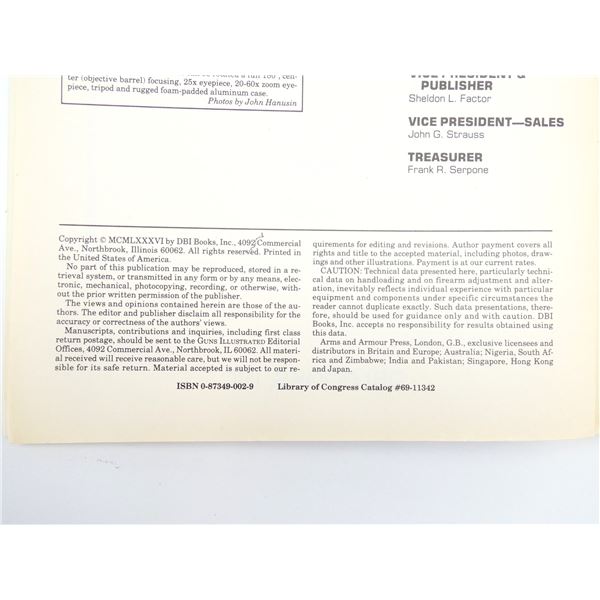 ter (objective barrel) focusing, 25x eyepiece, 20-60x zoom eye-
piece, tripod and rugged foam-padded aluminum case.
Photos by John Hanusin
VICE PRESIDENT &
PUBLISHER
Sheldon L. Factor
VICE PRESIDENT—SALES
John G. Strauss
TREASURER
Frank R. Serpone
Copyright © MCMLXXXVI by DBI Books, Inc., 4092 Commercial
Ave., Northbrook, Illinois 60062. All rights reserved. Printed in
the United States of America.
No part of this publication may be reproduced, stored in a re-
trieval system, or transmitted in any form or by any means, elec-
tronic, mechanical, photocopying, recording, or otherwise, with-
out the prior written permission of the publisher.
The views and opinions contained herein are those of the au-
thors. The editor and publisher disclaim all responsibility for the
accuracy or correctness of the authors' views.
Manuscripts, contributions and inquiries, including first class
return postage, should be sent to the GUNS ILLUSTRATED Editorial
Offices, 4092 Commercial Ave., Northbrook, IL 60062. All materi-
al received will receive reasonable care, but we will not be respon-
sible for its safe return. Material accepted is subject to our re-
quirements for editing and revisions. Author payment covers all
rights and title to the accepted material, including photos, draw-
ings and other illustrations. Payment is at our current rates.
CAUTION: Technical data presented here, particularly techni-
cal data on handloading and on firearm adjustment and alter-
ation, inevitably reflects individual experience with particular
equipment and components under specific circumstances the
reader cannot duplicate exactly. Such data presentations, there-
fore, should be used for guidance only and with caution. DBI
Books, Inc. accepts no responsibility for results obtained using
this data.
Arms and Armour Press, London, G.B., exclusive licensees and
distributors in Britain and Europe; Australia; Nigeria, South Af-
rica and Zimbabwe; India and Pakistan; Singapore, Hong Kong
and Japan.
ISBN 0-87349-002-9 Library of Congress Catalog #69-11342